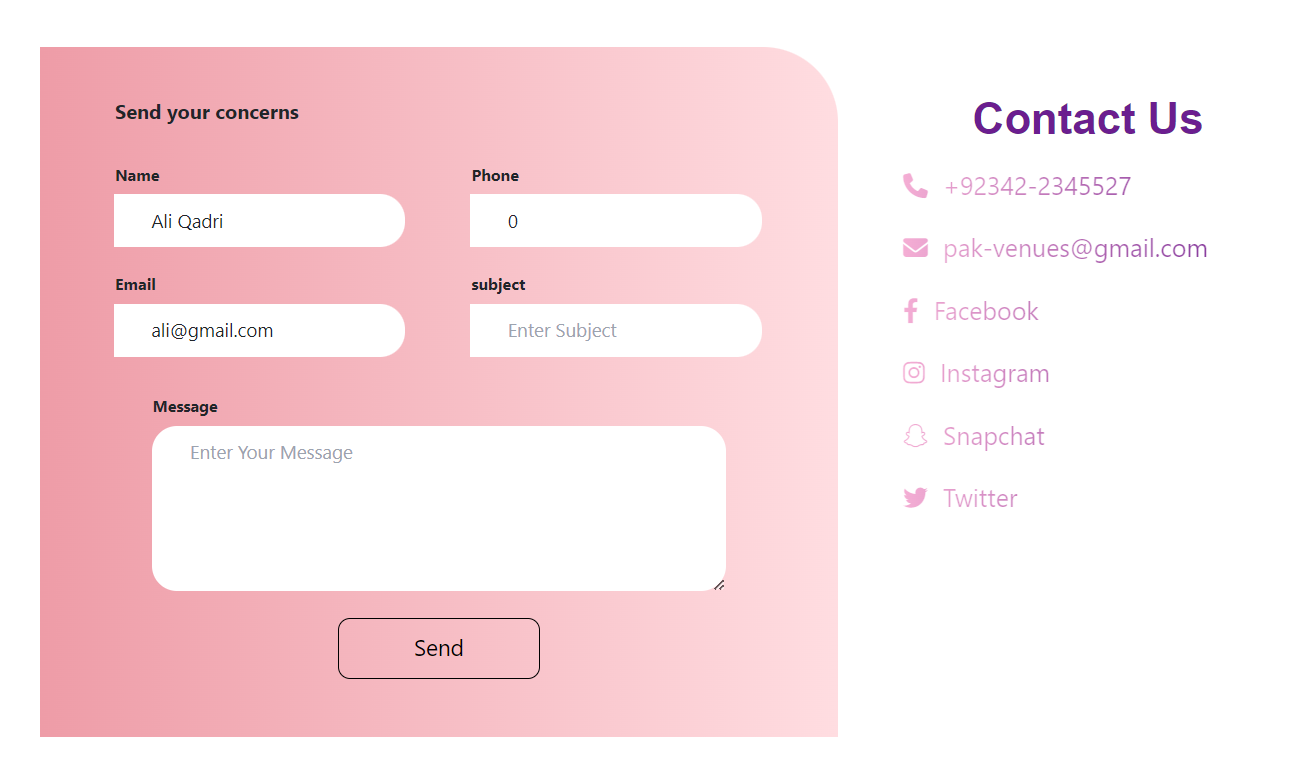 Send your concerns
Name
Phone
Ali Qadri
0
Email
subject
ali@gmail.com
Enter Subject
Message
Enter Your Message
Send
Contact Us
+92342-2345527
pak-venues@gmail.com
Facebook
Instagram
Snapchat
Twitter